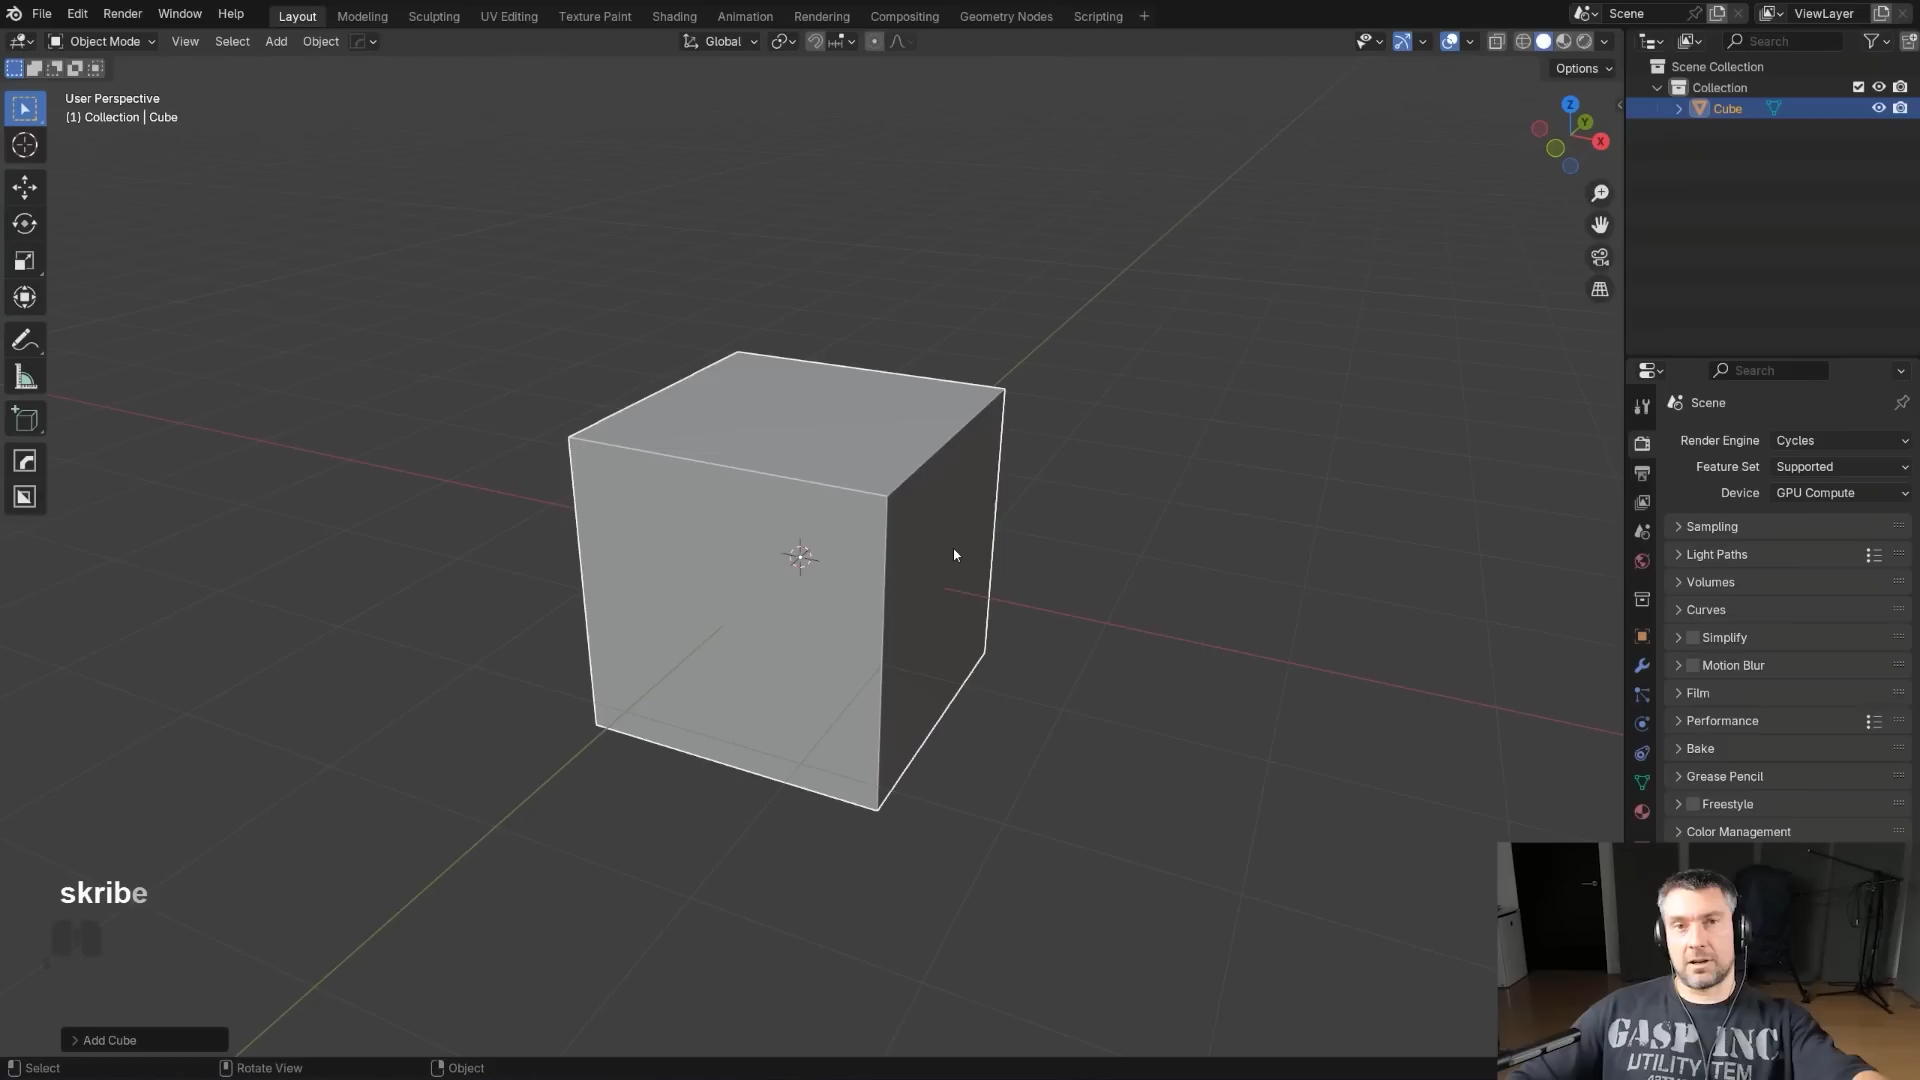 File Edit Render Window Help Layout Modeling Sculpting UV Editing Texture Paint Shading Animation Rendering Compositing Geometry Nodes Scripting + Scene ViewLayer
Object Mode View Select Add Object Global Search
Options
User Perspective
(1) Collection | Cube
Z
Y
X
Scene Collection
Collection
Cube
Search
Scene
Render Engine Cycles
Feature Set Supported
Device GPU Compute
Sampling
Light Paths
Volumes
Curves
Simplify
Motion Blur
Film
Performance
Bake
Grease Pencil
Freestyle
Color Management
skribe
GASP INC
UTILITY TEM
Add Cube
Select Rotate View Object